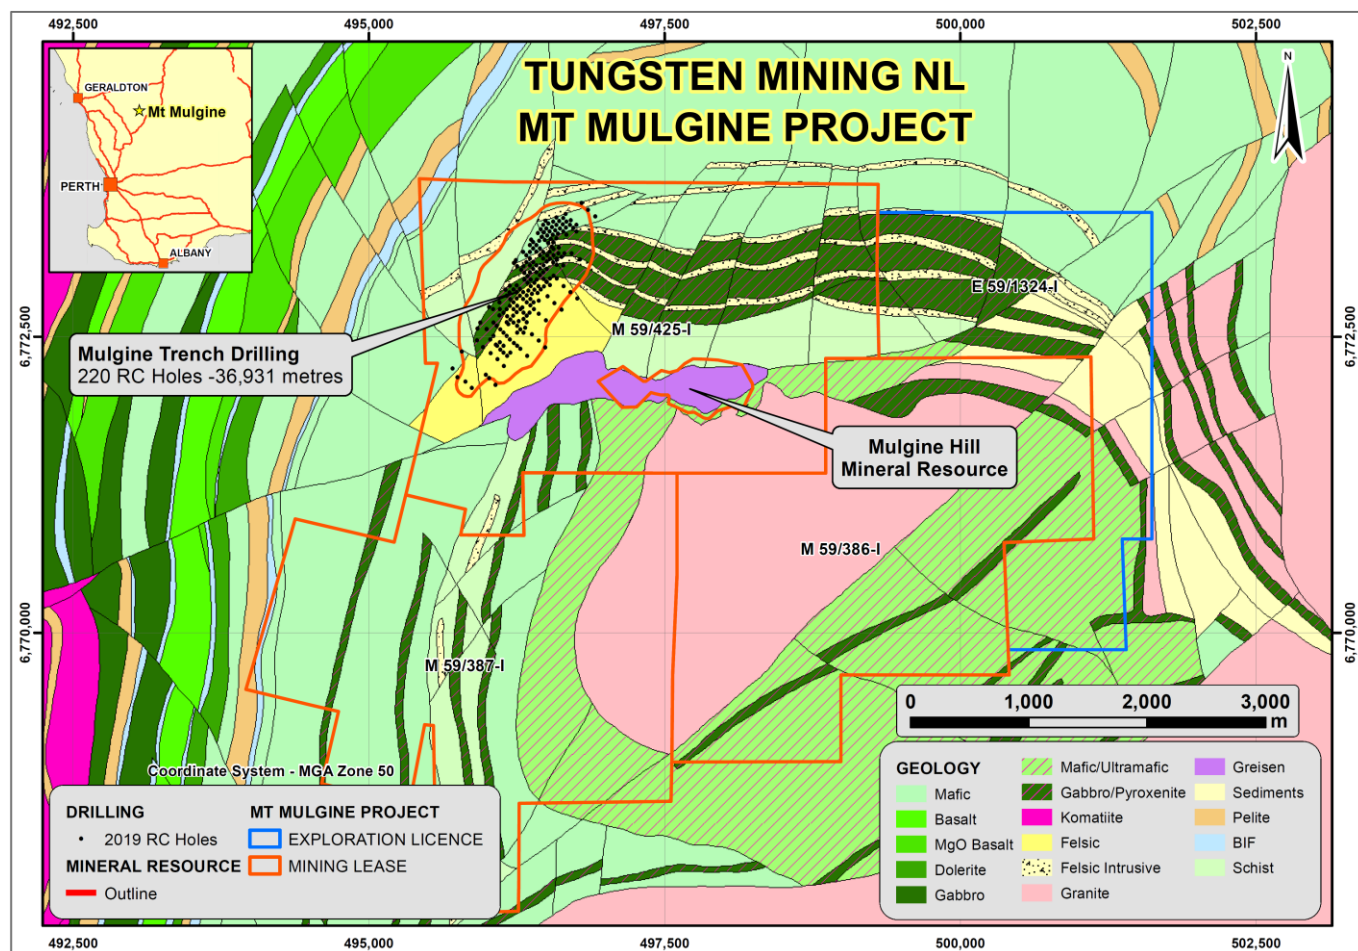 492,500
495,000
497,500
500,000
502,500
TUNGSTEN MINING NL
MT MULGINE PROJECT
N
GERALDTON
Mt Mulgine
PERTH
ALBANY
E 59/1324-I
M 59/425-I
6,772,500
6,772,500
Mulgine Trench Drilling
220 RC Holes -36,931 metres
Mulgine Hill
Mineral Resource
M 59/386-I
6,770,000
6,770,000
M 59/387-I
0
1,000
2,000
3,000
m
Coordinate System - MGA Zone 50
DRILLING
2019 RC Holes
MINERAL RESOURCE
Outline
MT MULGINE PROJECT
EXPLORATION LICENCE
MINING LEASE
GEOLOGY
Mafic
Basalt
MgO Basalt
Dolerite
Gabbro
Mafic/Ultramafic
Gabbro/Pyroxenite
Komatiite
Felsic
Felsic Intrusive
Granite
Greisen
Sediments
Pelite
BIF
Schist
492,500
495,000
497,500
500,000
502,500